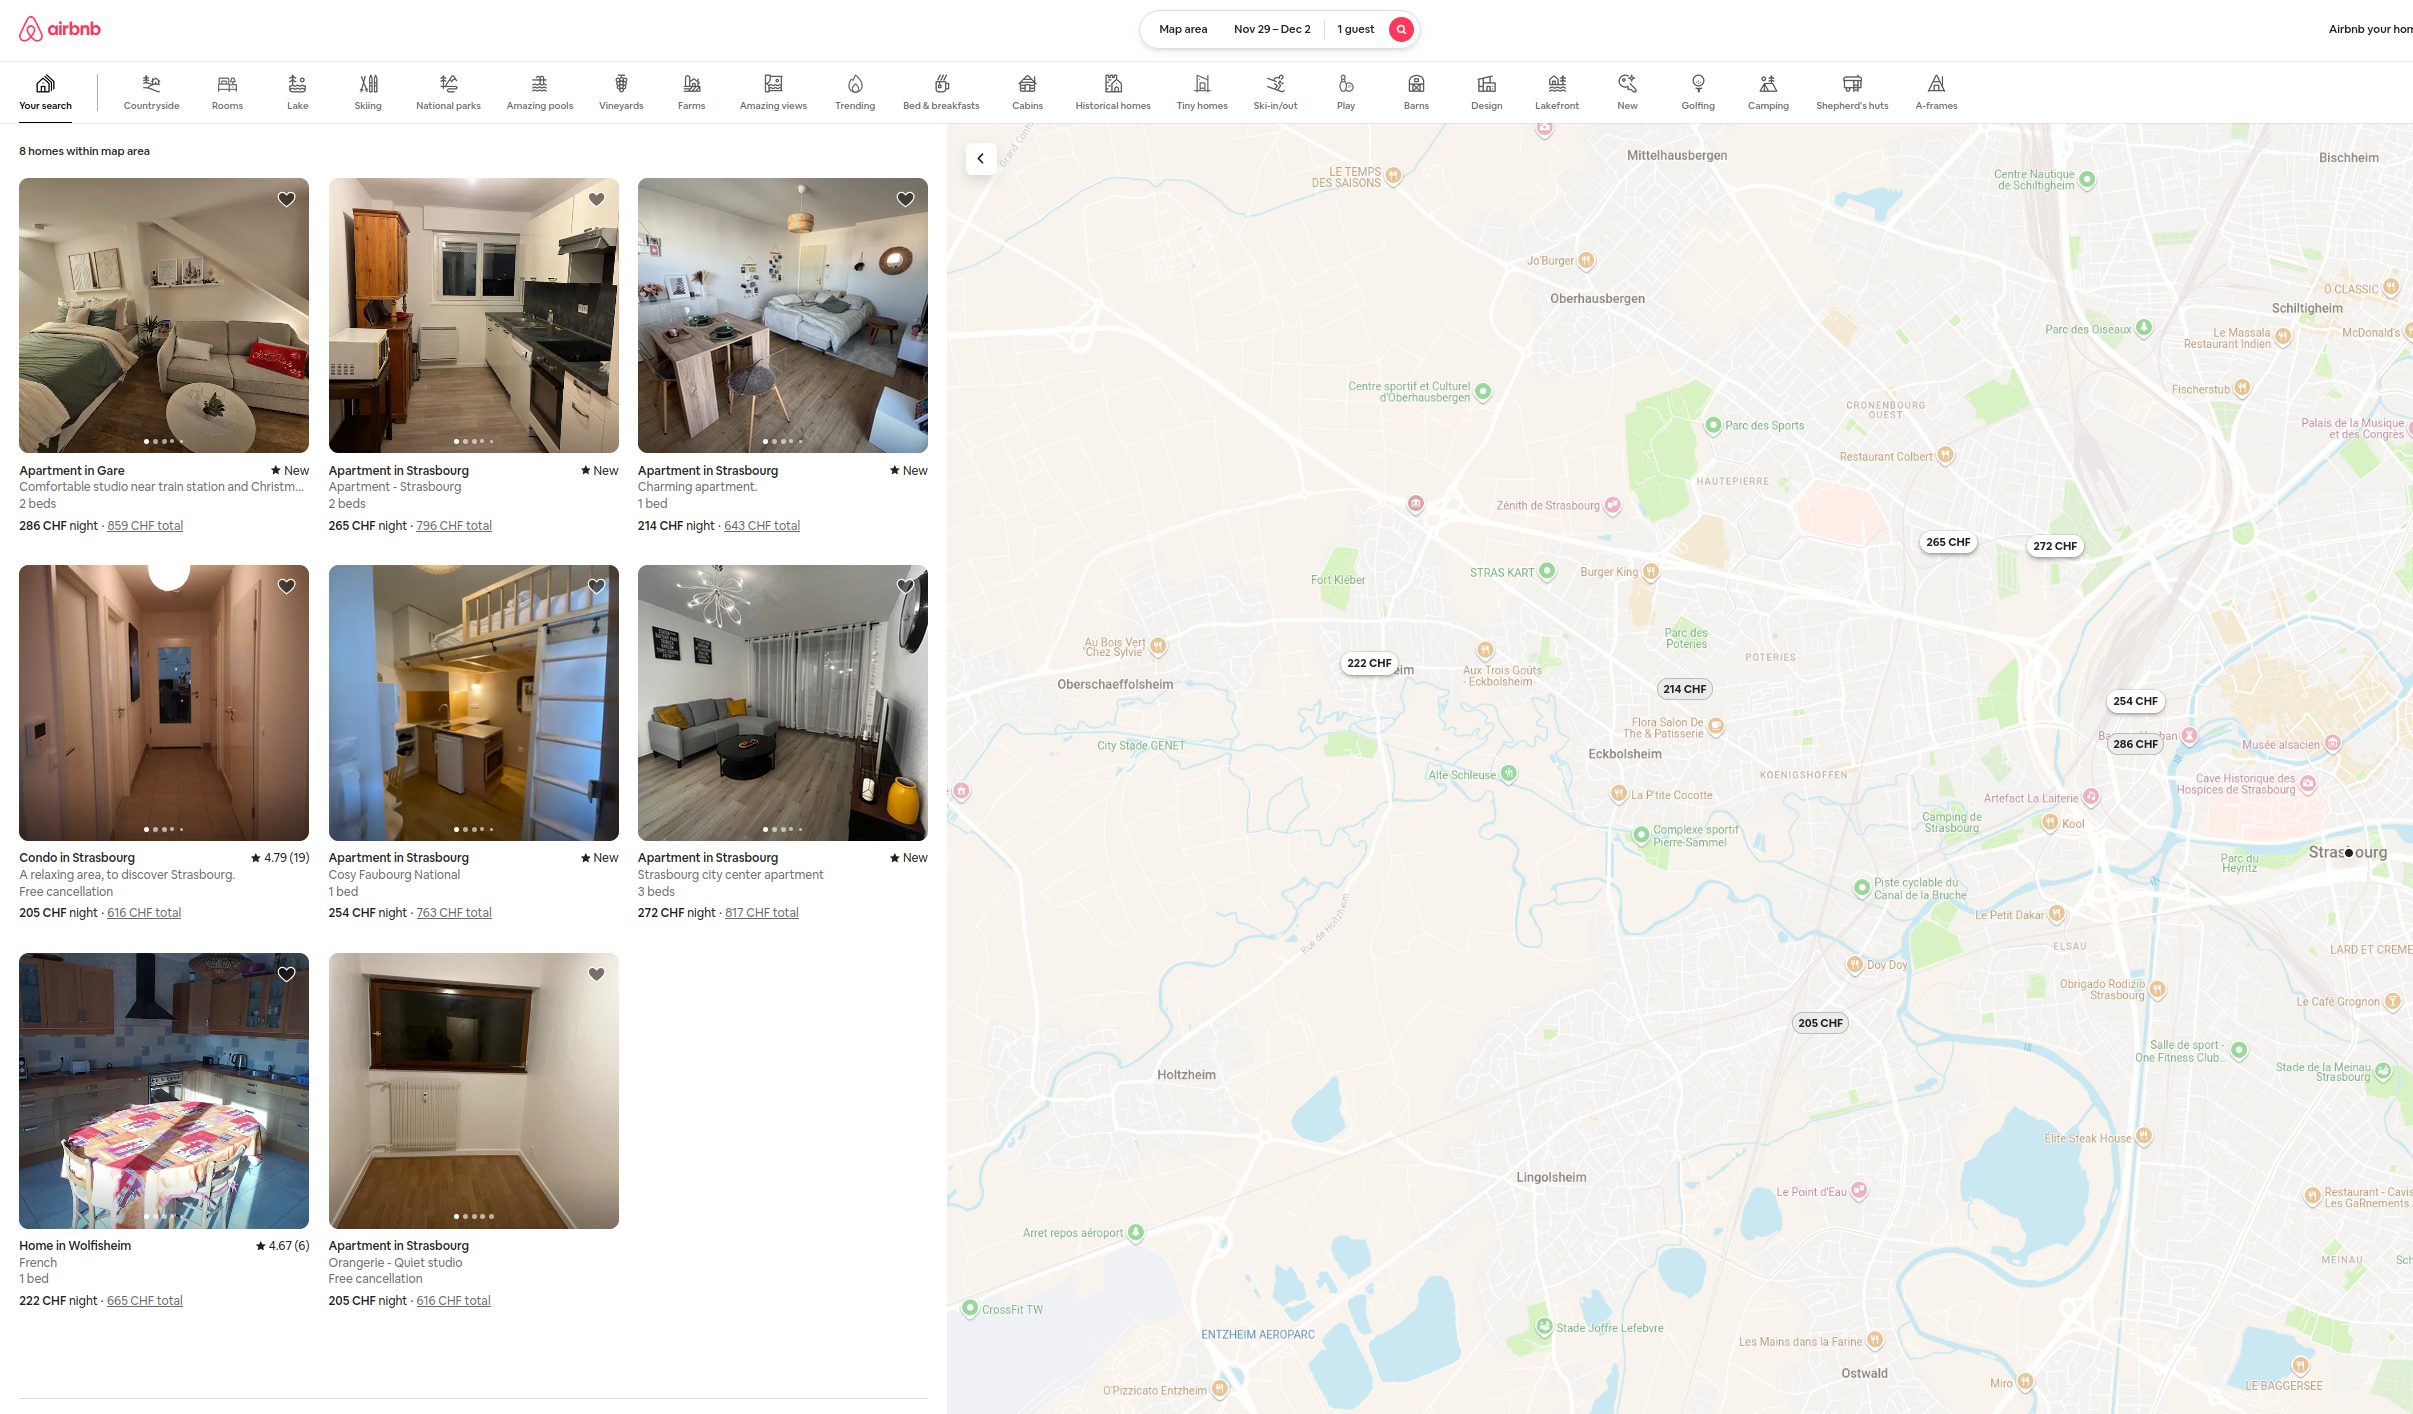 airbnb
Map area
Nov 29 – Dec 2
1 guest
Airbnb your hom
Your search
Countryside
Rooms
Lake
Skiing
National parks
Amazing pools
Vineyards
Farms
Amazing views
Trending
Bed & breakfasts
Cabins
Historical homes
Tiny homes
Ski-in/out
Play
Barns
Design
Lakefront
New
Golfing
Camping
Shepherd's huts
A-frames
8 homes within map area
Apartment in Gare
New
Comfortable studio near train station and Christm...
2 beds
286 CHF night · 859 CHF total
Apartment in Strasbourg
New
Apartment - Strasbourg
2 beds
265 CHF night · 796 CHF total
Apartment in Strasbourg
New
Charming apartment.
1 bed
214 CHF night · 643 CHF total
Condo in Strasbourg
4.79 (19)
A relaxing area, to discover Strasbourg.
Free cancellation
205 CHF night · 616 CHF total
Apartment in Strasbourg
New
Cosy Faubourg National
1 bed
254 CHF night · 763 CHF total
Apartment in Strasbourg
New
Strasbourg city center apartment
3 beds
272 CHF night · 817 CHF total
Home in Wolfisheim
4.67 (6)
French
1 bed
222 CHF night · 665 CHF total
Apartment in Strasbourg
Orangerie - Quiet studio
Free cancellation
205 CHF night · 616 CHF total
Mittelhausbergen
Bischheim
LE TEMPS
DES SAISONS
Centre Nautique
de Schiltigheim
Jo'Burger
Oberhausbergen
Ö CLASSIC
Schiltigheim
Parc des Oiseaux
Le Massala
Restaurant Indien
McDonald's
Centre sportif et Culturel
d'Oberhausbergen
Fischerstub
CRONENBOURG
OUEST
Parc des Sports
Palais de la Musique
et des Congrès
Restaurant Colbert
HAUTEPIERRE
Zénith de Strasbourg
265 CHF
272 CHF
STRAS KART
Burger King
Fort Kléber
Parc des
Poteries
Au Bois Vert
"Chez Sylvie"
POTERIES
222 CHF
eim
Aux Trois Goûts
- Eckbolsheim
Oberschaeffolsheim
214 CHF
254 CHF
Flora Salon De
The & Patisserie
City Stade GENET
286 CHF
Musée alsacien
Eckbolsheim
Alte Schleuse
KOENIGSHOFFEN
Cave Historique des
Hospices de Strasbourg
La P'tite Cocotte
Artefact La Laiterie
Camping de
Strasbourg
Kool
Complexe sportif
Pierre-Sammel
Stras ourg
Parc du
Heyritz
Piste cyclable du
Canal de la Bruche
Rue de Holtzheim
Le Petit Dakar
ELSAU
LARD ET CREME
Doy Doy
Obrigado Rodizio
Strasbourg
Le Café Grognon
205 CHF
Salle de sport -
One Fitness Club...
Stade de la Meinau
Strasbourg
Holtzheim
Élite Steak House
Lingolsheim
Le Point d'Eau
Restaurant - Cavis
Les GaRnements
Arret repos aéroport
MEINAU
Sch
CrossFit TW
ENTZHEIM AEROPARC
Stade Joffre Lefebvre
Les Mains dans la Farine
Ostwald
O'Pizzicato Entzheim
Miro
LE BAGGERSEE